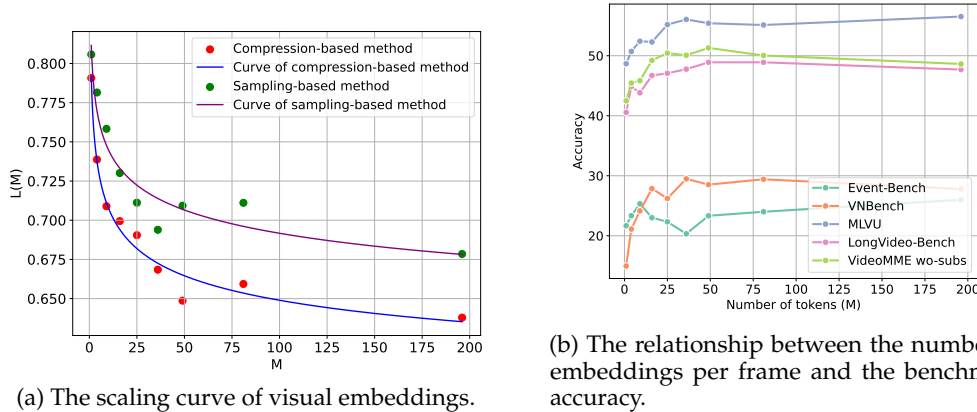 0.800
0.775
0.750
0.725
0.700
0.675
0.650
L(M)
0 25 50 75 100 125 150 175 200
M
Compression-based method
Curve of compression-based method
Sampling-based method
Curve of sampling-based method
(a) The scaling curve of visual embeddings.
50
40
30
20
Accuracy
0 25 50 75 100 125 150 175 200
Number of tokens (M)
Event-Bench
VNBench
MLVU
LongVideo-Bench
VideoMME wo-subs
(b) The relationship between the numbe
embeddings per frame and the benchm
accuracy.